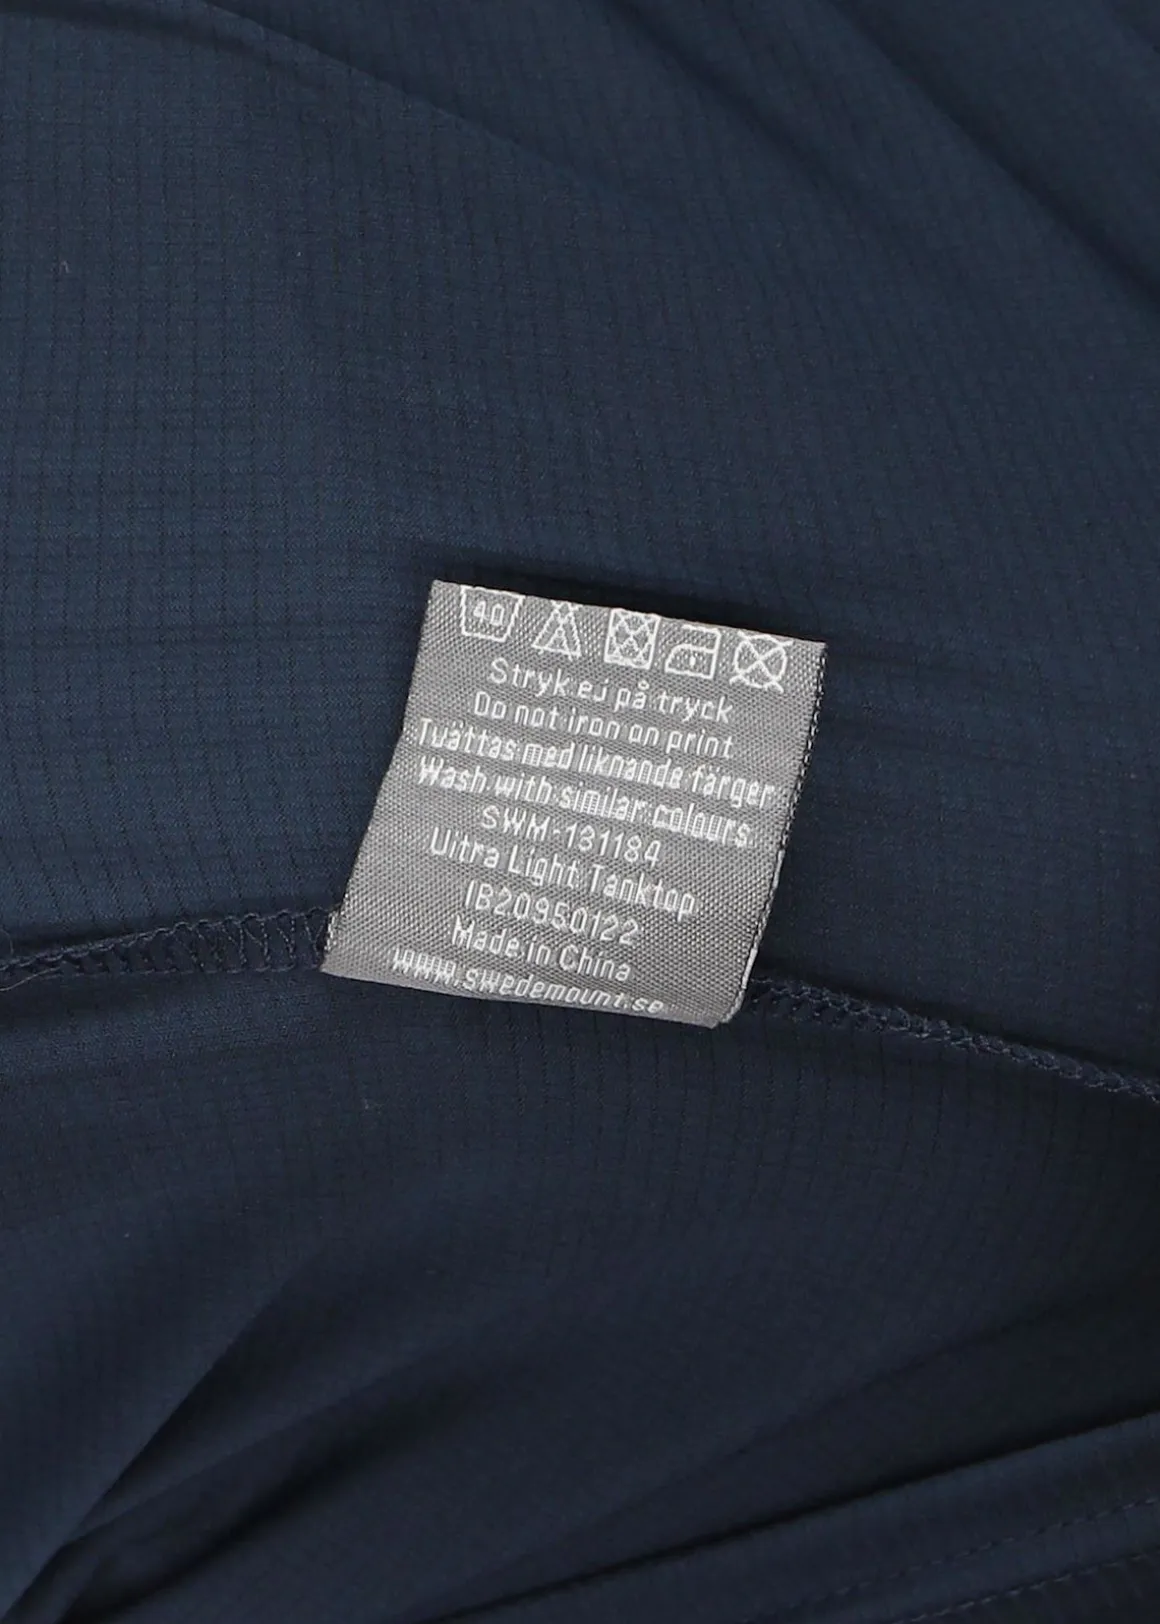 40
Stryk ej på tryck
Do not iron on print
Tvättas med liknande färger
Wash with similar colours.
SWM-131184
Ultra Light Tanktop
IB20950122
Made in China
www.swedemount.se